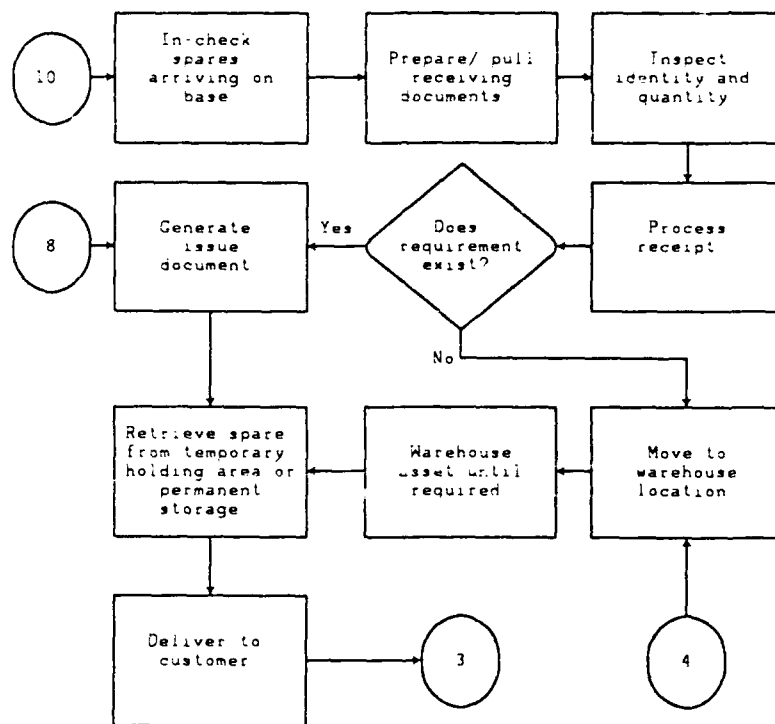 10
In-check
spares
arriving on
base
Prepare/ pull
receiving
documents
Inspect
identity and
quantity
8
Generate
issue
document
Yes
Does
requirement
exist?
Process
receipt
No
Retrieve spare
from temporary
holding area or
permanent
storage
Warehouse
asset until
required
Move to
warehouse
location
Deliver to
customer
3
4